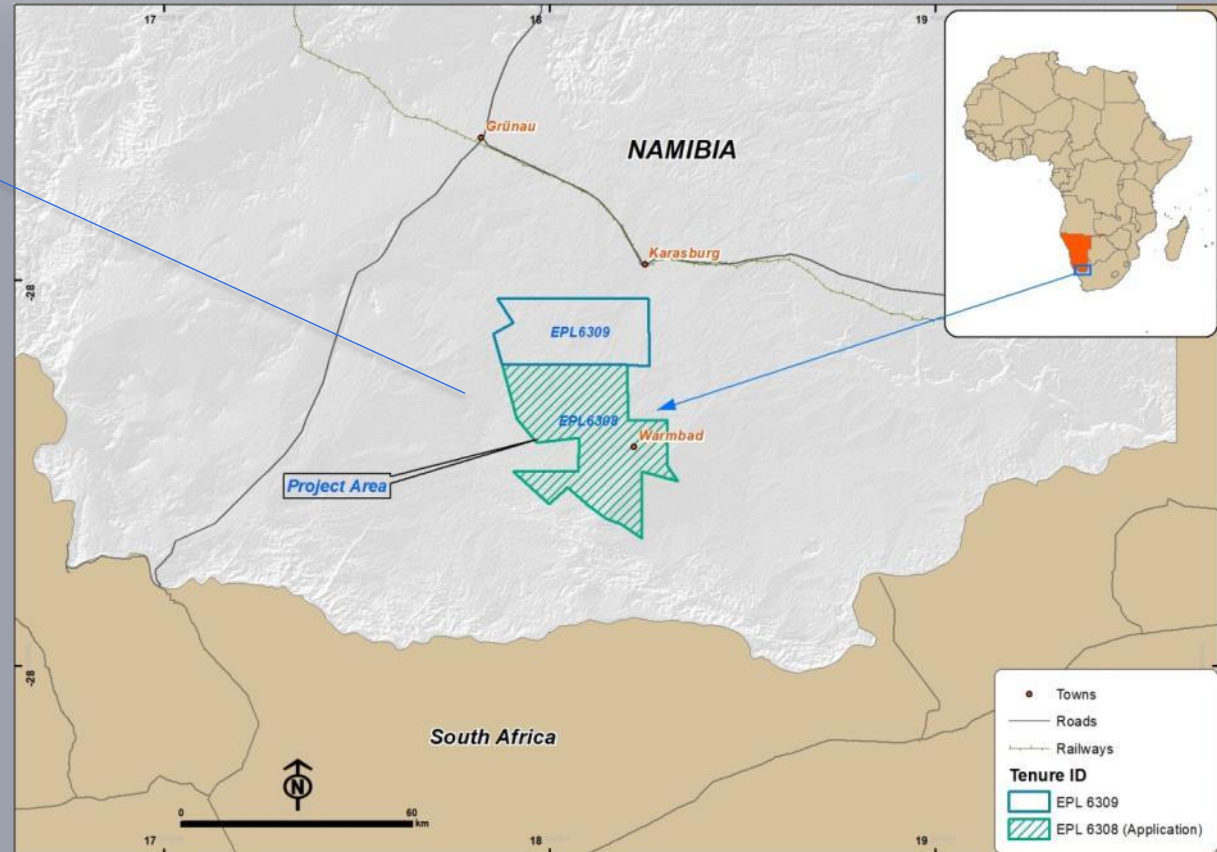 17
18
19
Grünau
NAMIBIA
Karasburg
-28
EPL6309
EPL6308
Warmbad
Project Area
-28
South Africa
N
0
60
km
17
18
19
Towns
Roads
Railways
Tenure ID
EPL 6309
EPL 6308 (Application)